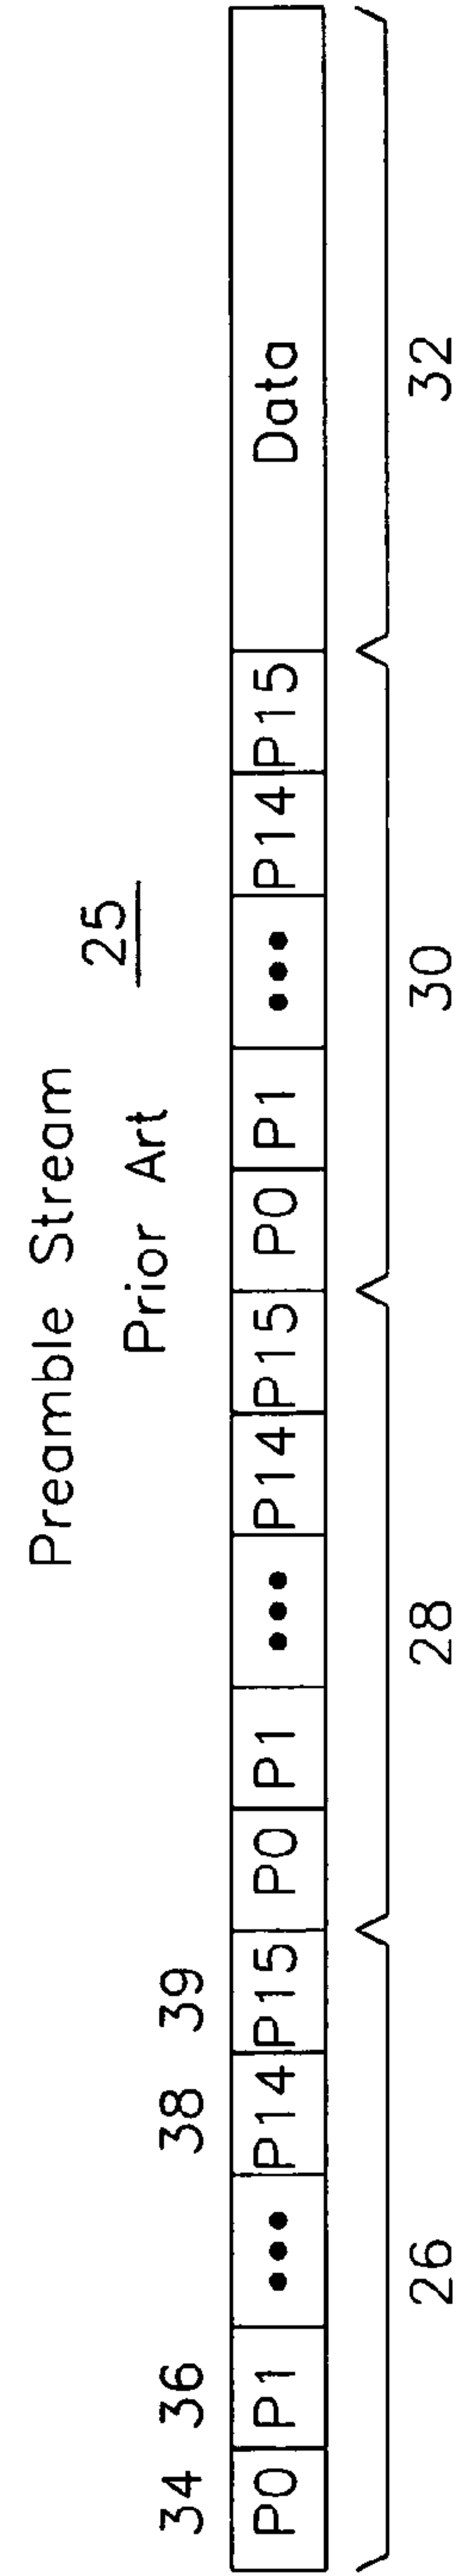 Preamble Stream
Prior Art 25
34 36 38 39
P0 P1 ••• P14 P15 P0 P1 ••• P14 P15 P0 P1 ••• P14 P15 Data
26 28 30 32